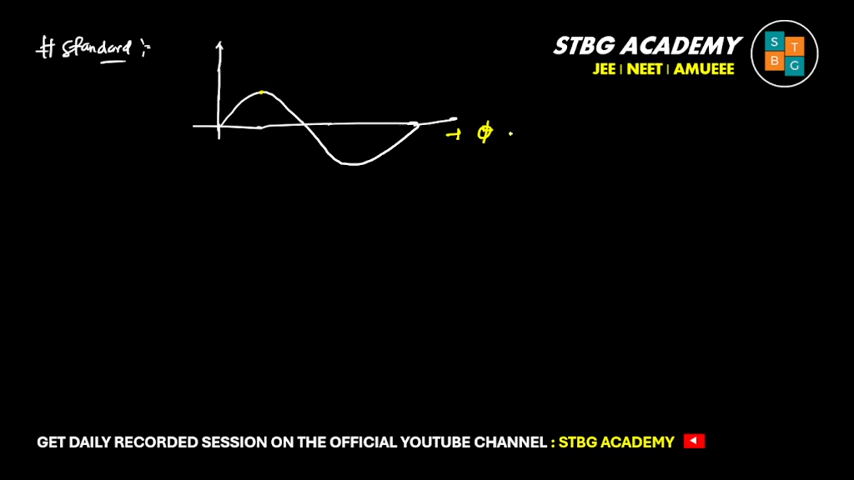 # Standard :-
STBG ACADEMY
JEE | NEET | AMUEEE
S T
B G
→ ϕ
GET DAILY RECORDED SESSION ON THE OFFICIAL YOUTUBE CHANNEL : STBG ACADEMY